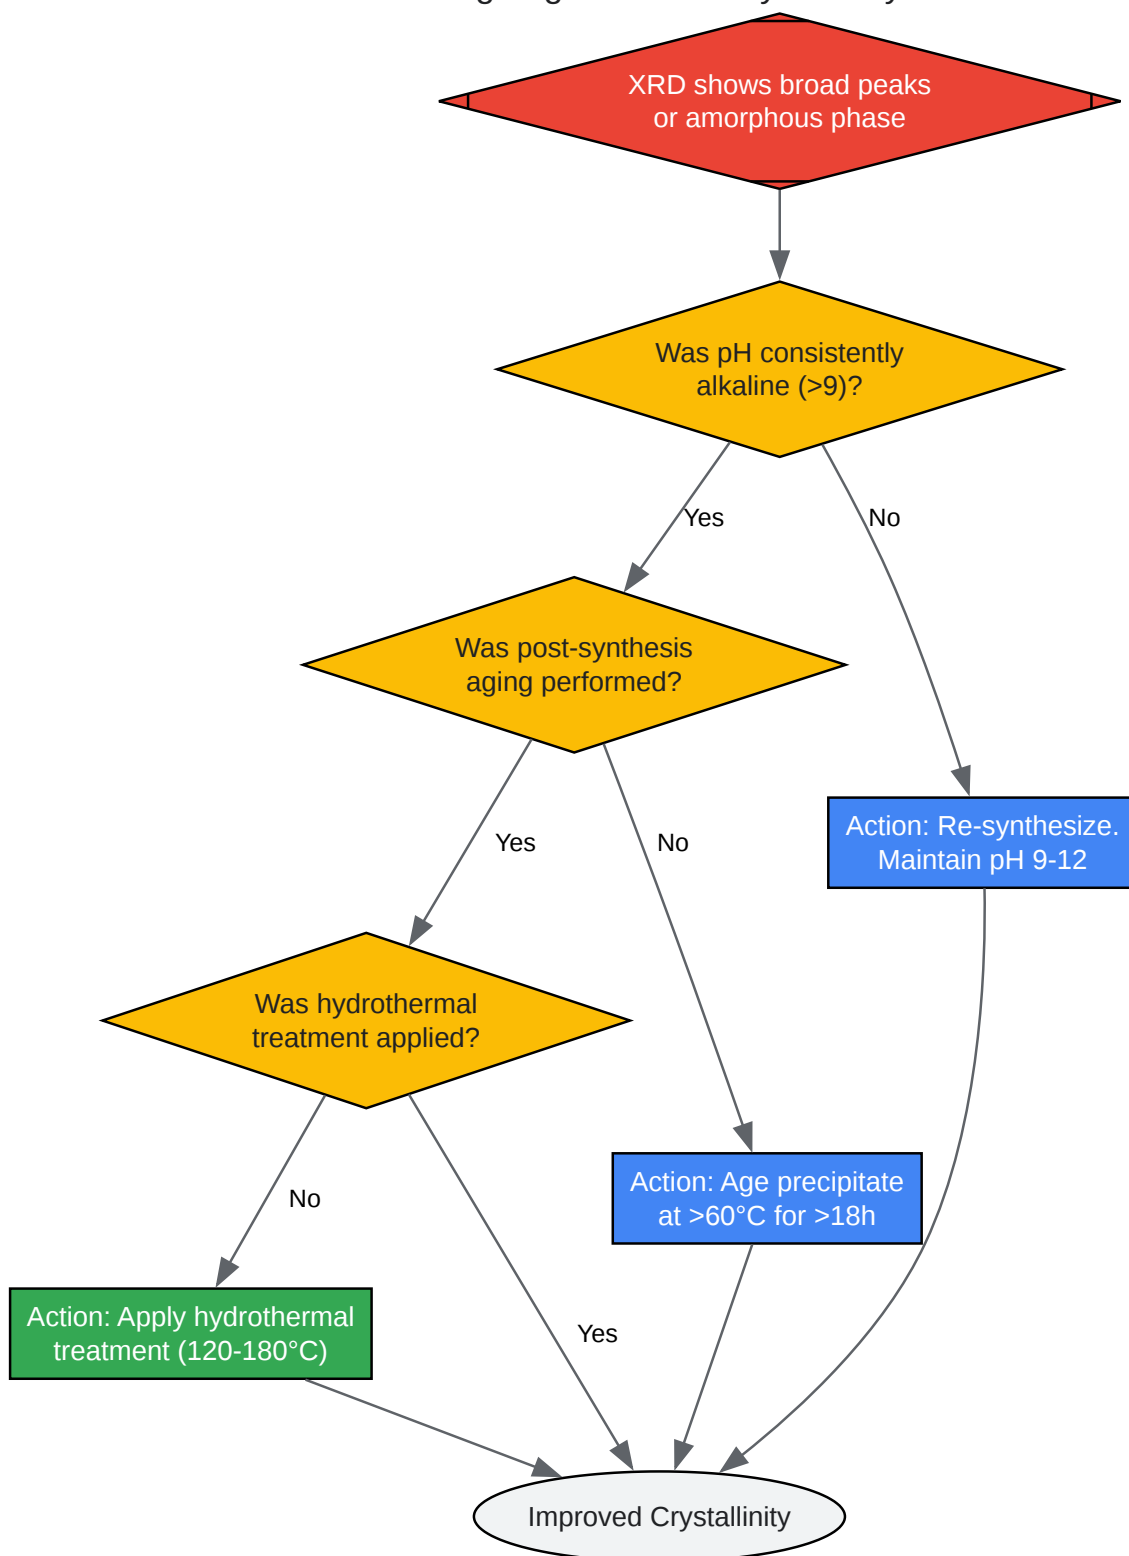 XRD shows broad peaks
or amorphous phase
Was pH consistently
alkaline (>9)?
Yes
No
Was post-synthesis
aging performed?
Action: Re-synthesize.
Maintain pH 9-12
Yes
No
Was hydrothermal
treatment applied?
Action: Age precipitate
at >60°C for >18h
No
Action: Apply hydrothermal
treatment (120-180°C)
Yes
Improved Crystallinity